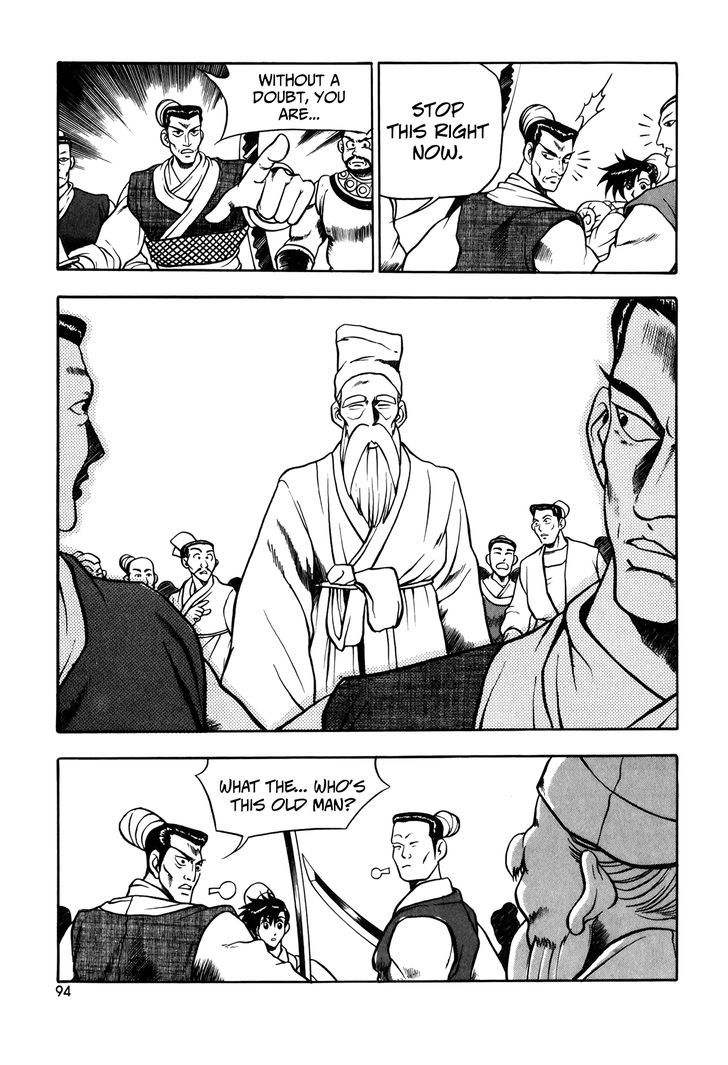 WITHOUT A
DOUBT, YOU
ARE...
STOP
THIS RIGHT
NOW.
WHAT THE... WHO'S
THIS OLD MAN?
94